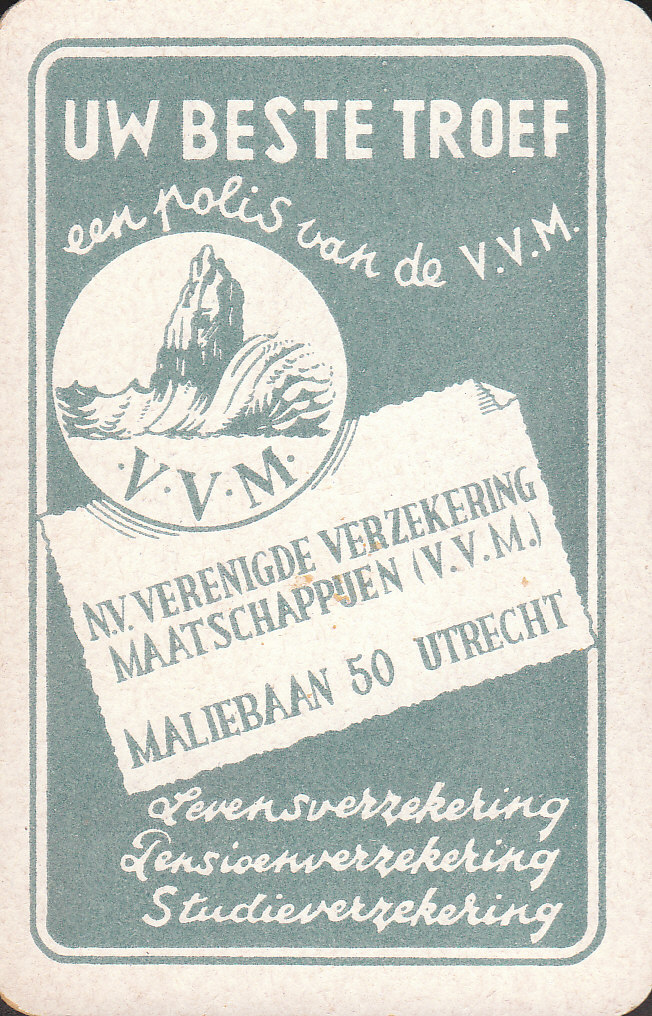 UW BESTE TROEF
een polis van de V.V.M.
·V·V·M·
N.V. VERENIGDE VERZEKERING
MAATSCHAPPIJEN (V.V.M.)
MALIEBAAN 50 UTRECHT
Levensverzekering
Pensioenverzekering
Studieverzekering